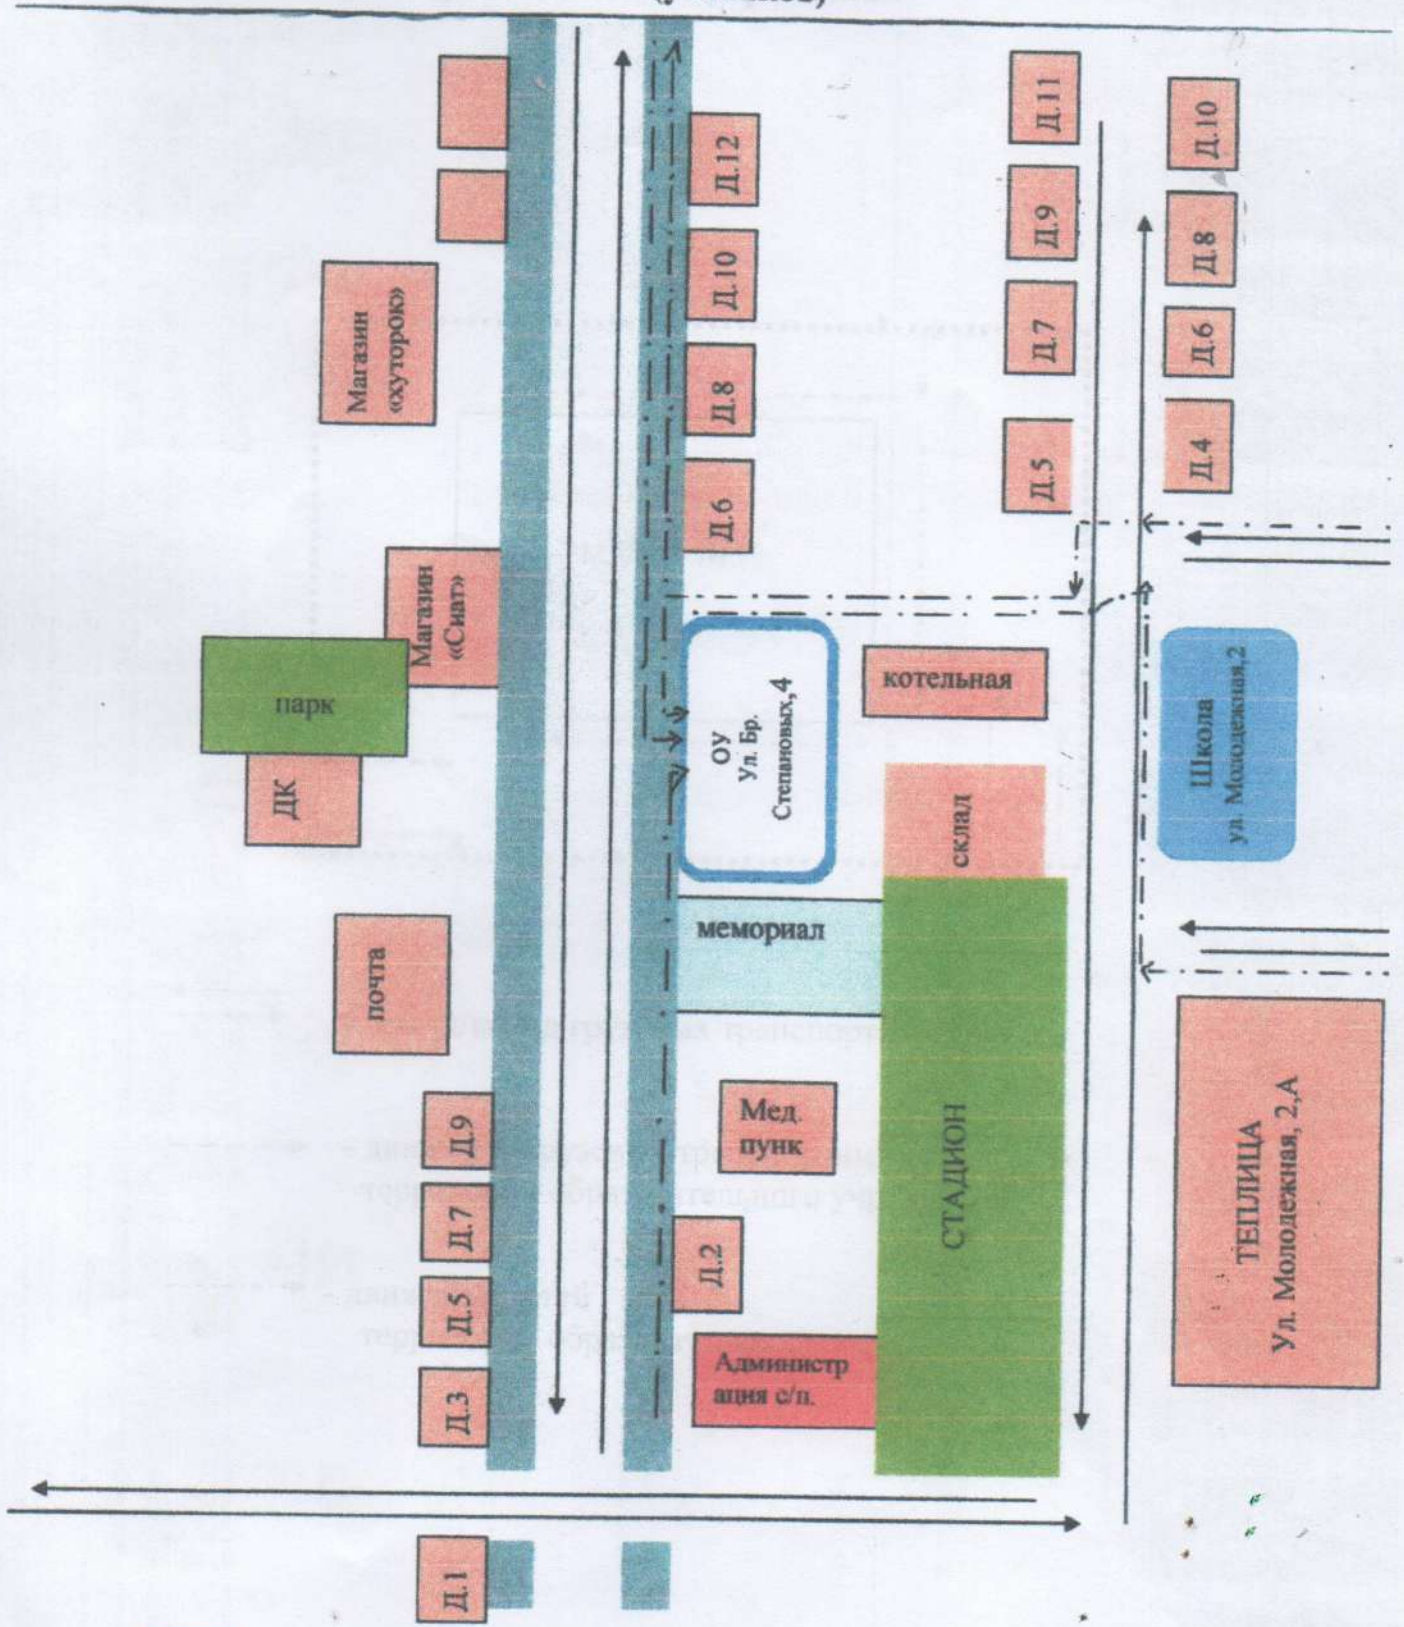 Д.11
Д.10
Д.12
Д.9
Д.8
Д.10
Магазин
«хуторок»
Д.7
Д.6
Д.8
Д.4
Д.5
Д.6
Магазин
«Сиат»
парк
котельная
ОУ
Ул. Бр.
Степановых,4
Школа
ул. Молодежная,2
ДК
склад
мемориал
почта
Мед.
пунк
Д.9
СТАДИОН
ТЕПЛИЦА
Ул. Молодежная, 2,А
Д.7
Д.2
Д.5
Администр
ация с/п.
Д.3
Д.1